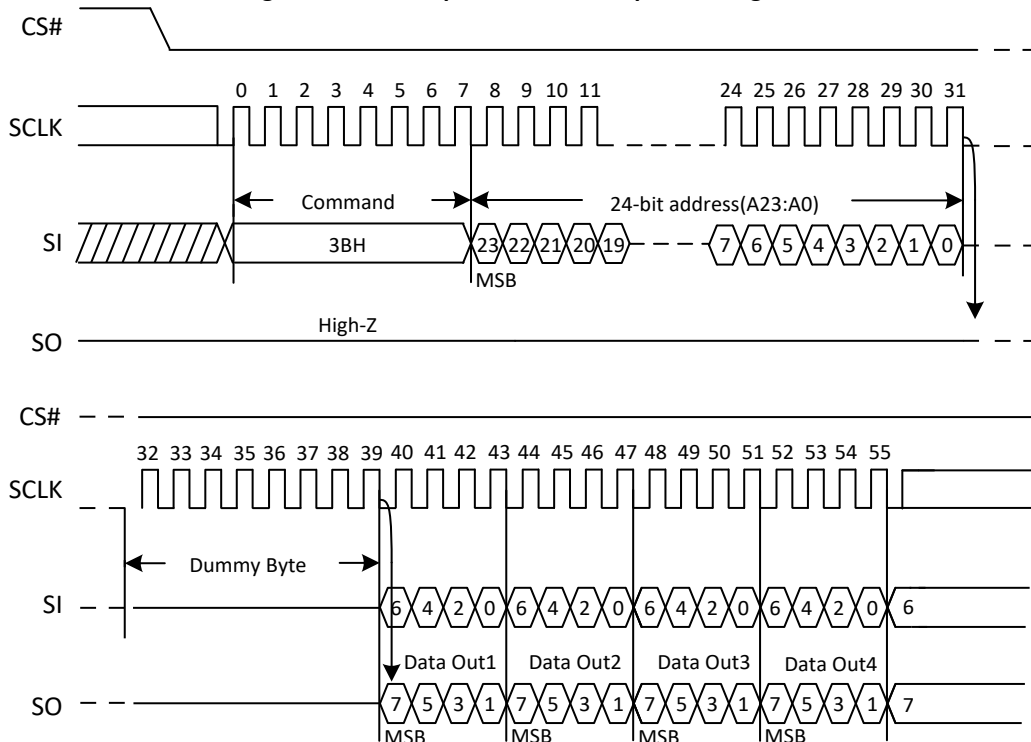 CS#
0 1 2 3 4 5 6 7 8 9 10 11 24 25 26 27 28 29 30 31
SCLK
Command 24-bit address(A23:A0)
SI 3BH 23 22 21 20 19 7 6 5 4 3 2 1 0
MSB
High-Z
SO
CS#
32 33 34 35 36 37 38 39 40 41 42 43 44 45 46 47 48 49 50 51 52 53 54 55
SCLK
Dummy Byte
SI 6 4 2 0 6 4 2 0 6 4 2 0 6 4 2 0 6
Data Out1 Data Out2 Data Out3 Data Out4
SO 7 5 3 1 7 5 3 1 7 5 3 1 7 5 3 1 7
MSB MSB MSB MSB